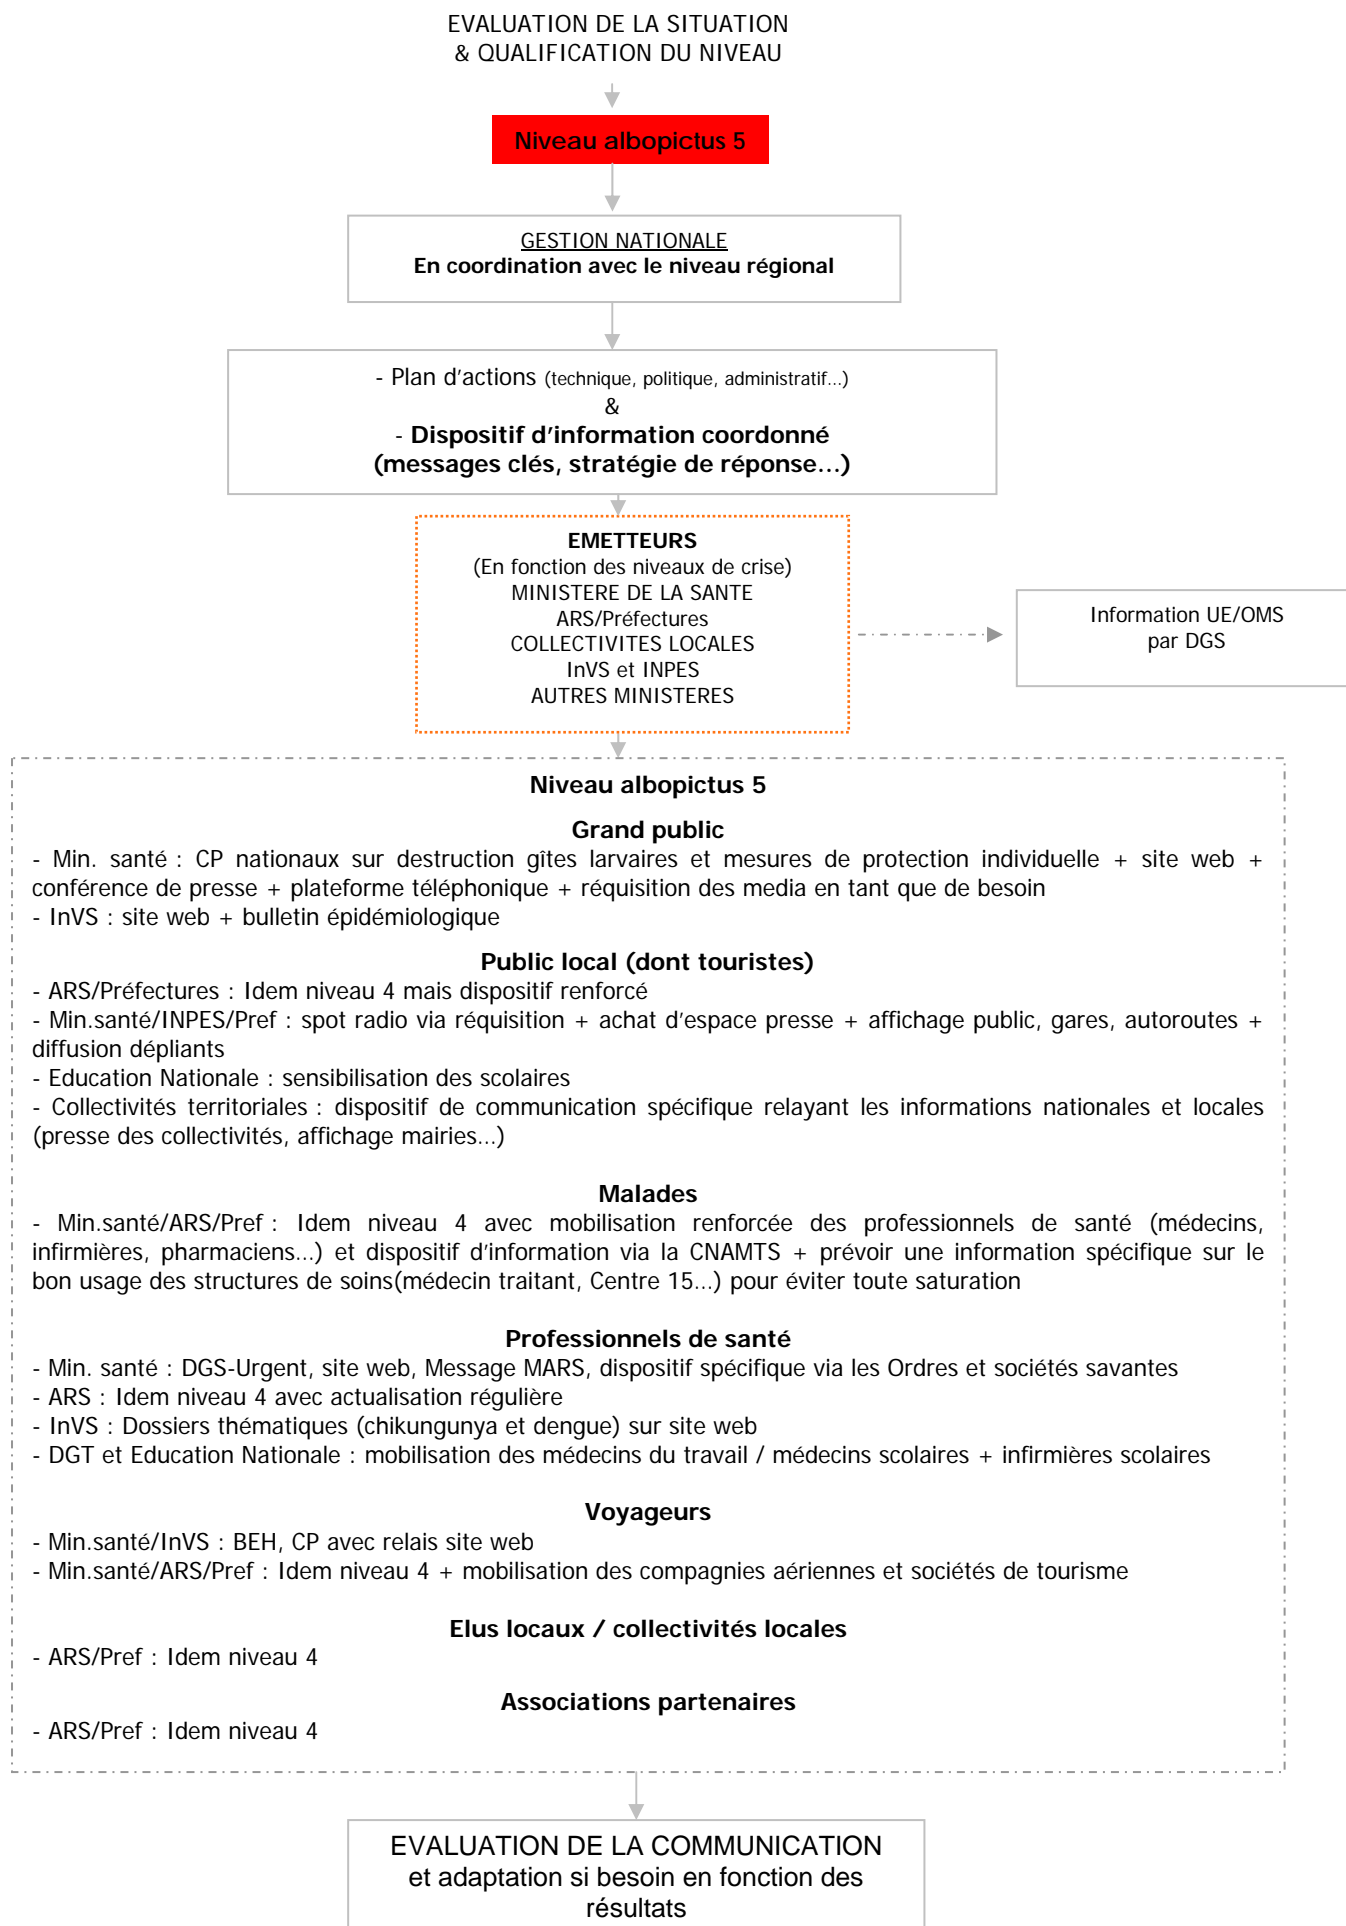 EVALUATION DE LA SITUATION
& QUALIFICATION DU NIVEAU
Niveau albopictus 5
GESTION NATIONALE
En coordination avec le niveau régional
- Plan d'actions (technique, politique, administratif...)
&
- Dispositif d'information coordonné
(messages clés, stratégie de réponse...)
EMETTEURS
(En fonction des niveaux de crise)
MINISTERE DE LA SANTE
ARS/Préfectures
COLLECTIVITES LOCALES
InVS et INPES
AUTRES MINISTERES
Information UE/OMS
par DGS
Niveau albopictus 5
Grand public
- Min. santé : CP nationaux sur destruction gîtes larvaires et mesures de protection individuelle + site web +
conférence de presse + plateforme téléphonique + réquisition des media en tant que de besoin
- InVS : site web + bulletin épidémiologique
Public local (dont touristes)
- ARS/Préfectures : Idem niveau 4 mais dispositif renforcé
- Min.santé/INPES/Pref : spot radio via réquisition + achat d'espace presse + affichage public, gares, autoroutes +
diffusion dépliants
- Education Nationale : sensibilisation des scolaires
- Collectivités territoriales : dispositif de communication spécifique relayant les informations nationales et locales
(presse des collectivités, affichage mairies...)
Malades
- Min.santé/ARS/Pref : Idem niveau 4 avec mobilisation renforcée des professionnels de santé (médecins,
infirmières, pharmaciens...) et dispositif d'information via la CNAMTS + prévoir une information spécifique sur le
bon usage des structures de soins(médecin traitant, Centre 15...) pour éviter toute saturation
Professionnels de santé
- Min. santé : DGS-Urgent, site web, Message MARS, dispositif spécifique via les Ordres et sociétés savantes
- ARS : Idem niveau 4 avec actualisation régulière
- InVS : Dossiers thématiques (chikungunya et dengue) sur site web
- DGT et Education Nationale : mobilisation des médecins du travail / médecins scolaires + infirmières scolaires
Voyageurs
- Min.santé/InVS : BEH, CP avec relais site web
- Min.santé/ARS/Pref : Idem niveau 4 + mobilisation des compagnies aériennes et sociétés de tourisme
Elus locaux / collectivités locales
- ARS/Pref : Idem niveau 4
Associations partenaires
- ARS/Pref : Idem niveau 4
EVALUATION DE LA COMMUNICATION
et adaptation si besoin en fonction des
résultats